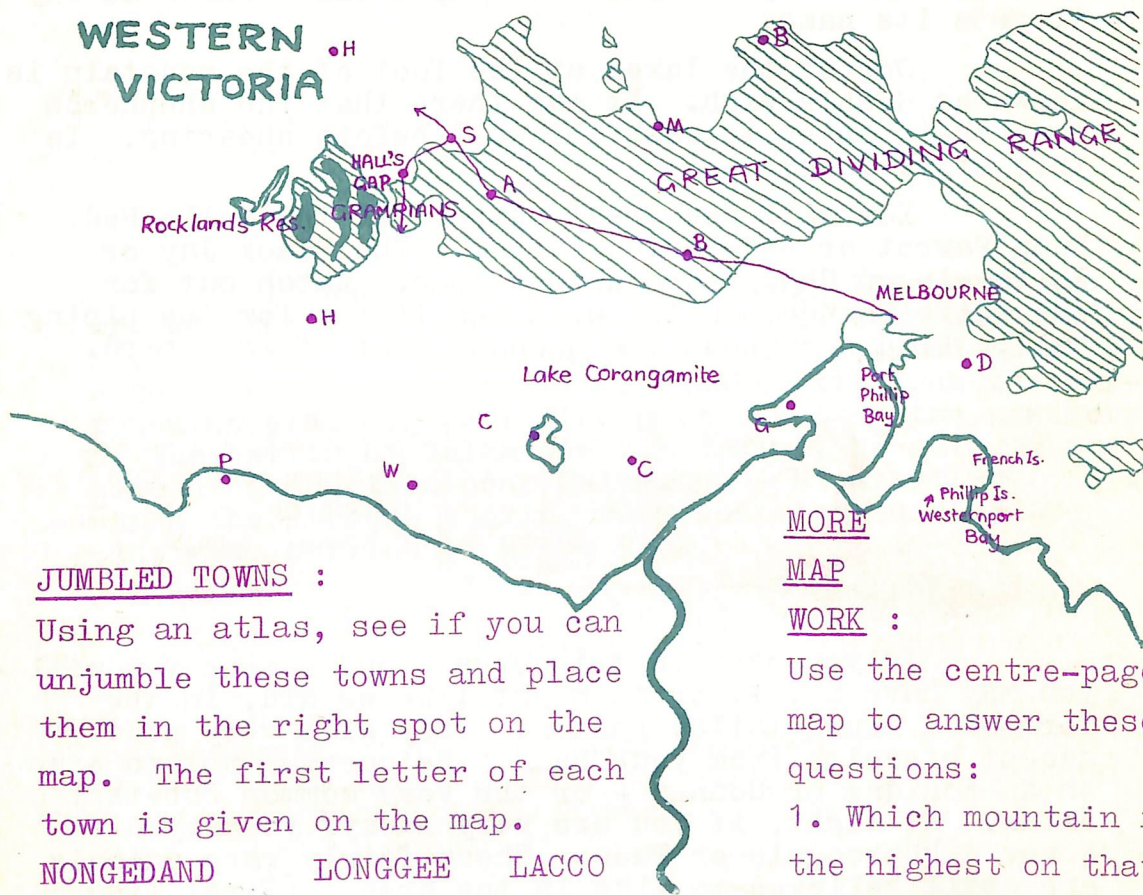 WESTERN
VICTORIA
H
B
S
M
HALL'S
GAP
GREAT DIVIDING RANGE
A
GRAMPIANS
Rocklands Res.
B
MELBOURNE
H
D
Lake Corangamite
Port
Phillip
Bay
G
C
C
French Is.
P
W
Phillip Is.
Westernport
Bay
JUMBLED TOWNS :
Using an atlas, see if you can
unjumble these towns and place
them in the right spot on the
map. The first letter of each
town is given on the map.
NONGEDAND LONGGEE LACCO
MORE
MAP
WORK :
Use the centre-page
map to answer these
questions:
1. Which mountain
the highest on